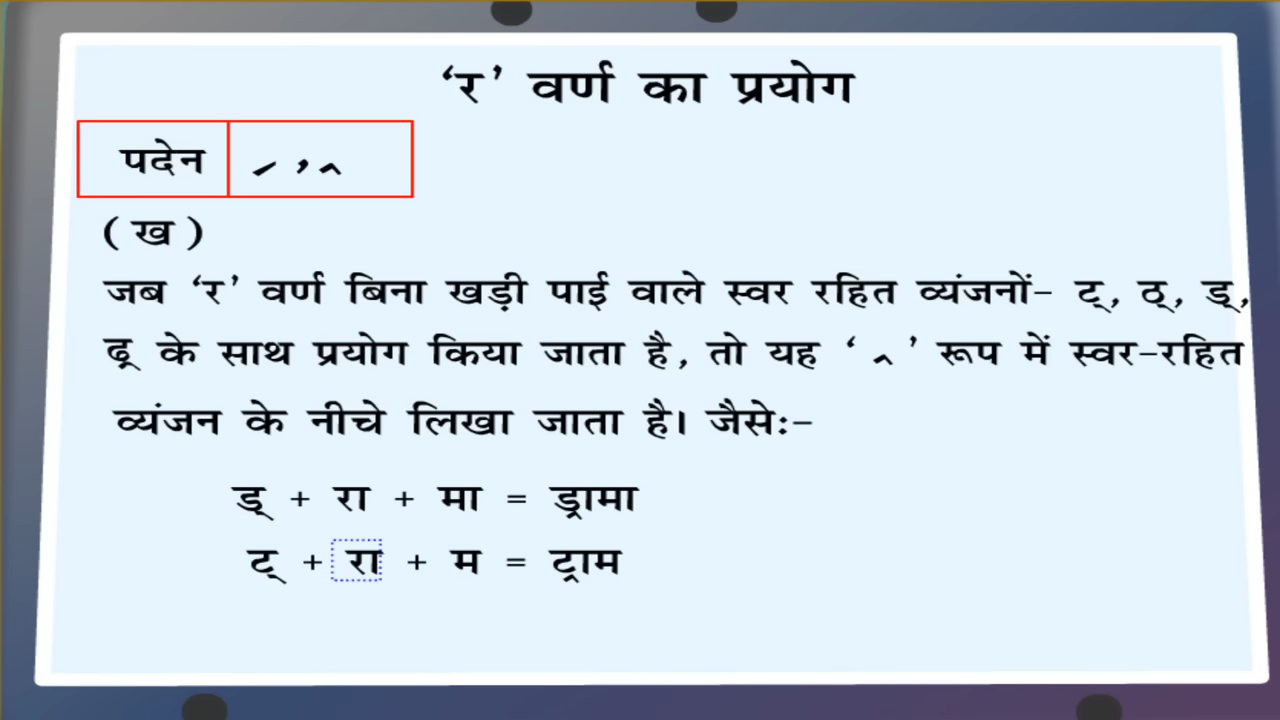 ‘र’ वर्ण का प्रयोग
पदेन ⸝ , ‸
( ख )
जब ‘र’ वर्ण बिना खड़ी पाई वाले स्वर रहित व्यंजनों- ट्, ठ्, ड्,
ढ् के साथ प्रयोग किया जाता है, तो यह ‘ ‸ ’ रूप में स्वर-रहित
व्यंजन के नीचे लिखा जाता है। जैसे:-
ड् + रा + मा = ड्रामा
ट् + रा + म = ट्राम